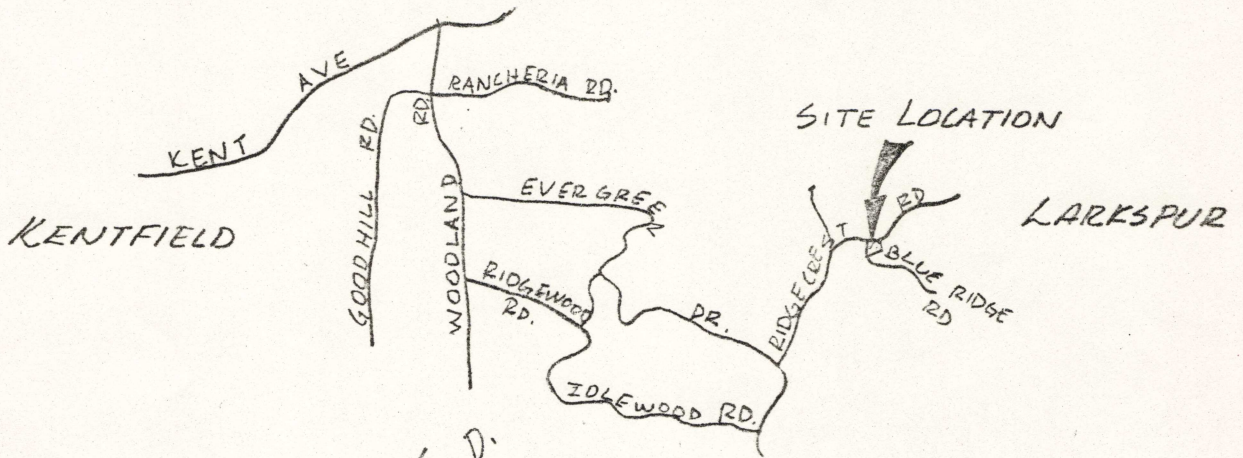 KENT AVE
RANCHERIA RD.
SITE LOCATION
GOODHILL RD.
WOODLAND RD.
EVERGREEN DR.
RIDGECREST RD
LARKSPUR
KENTFIELD
BLUE RIDGE
RD
RIDGEWOOD
RD.
IDLEWOOD RD.
D.